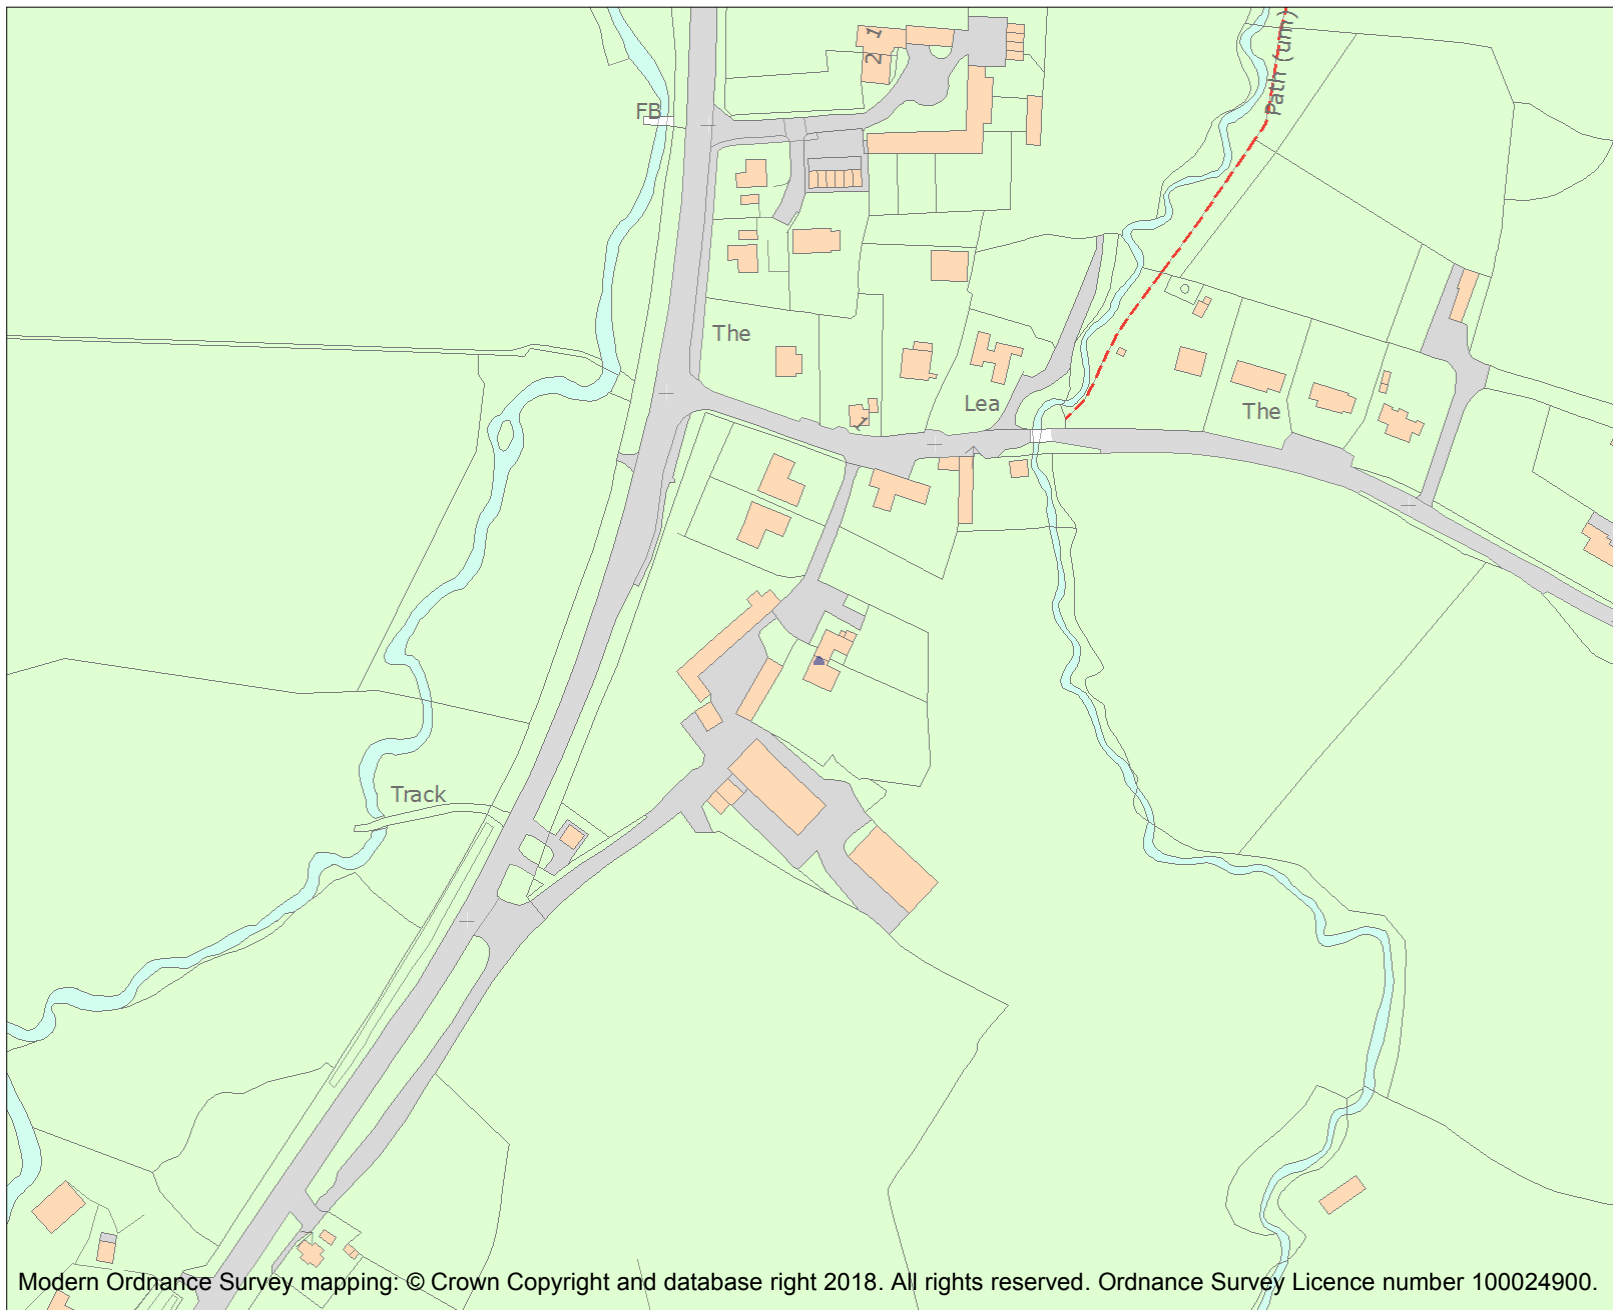 1
2
Path (um)
FB
The
Lea
The
1
Track
Modern Ordnance Survey mapping: © Crown Copyright and database right 2018. All rights reserved. Ordnance Survey Licence number 100024900.